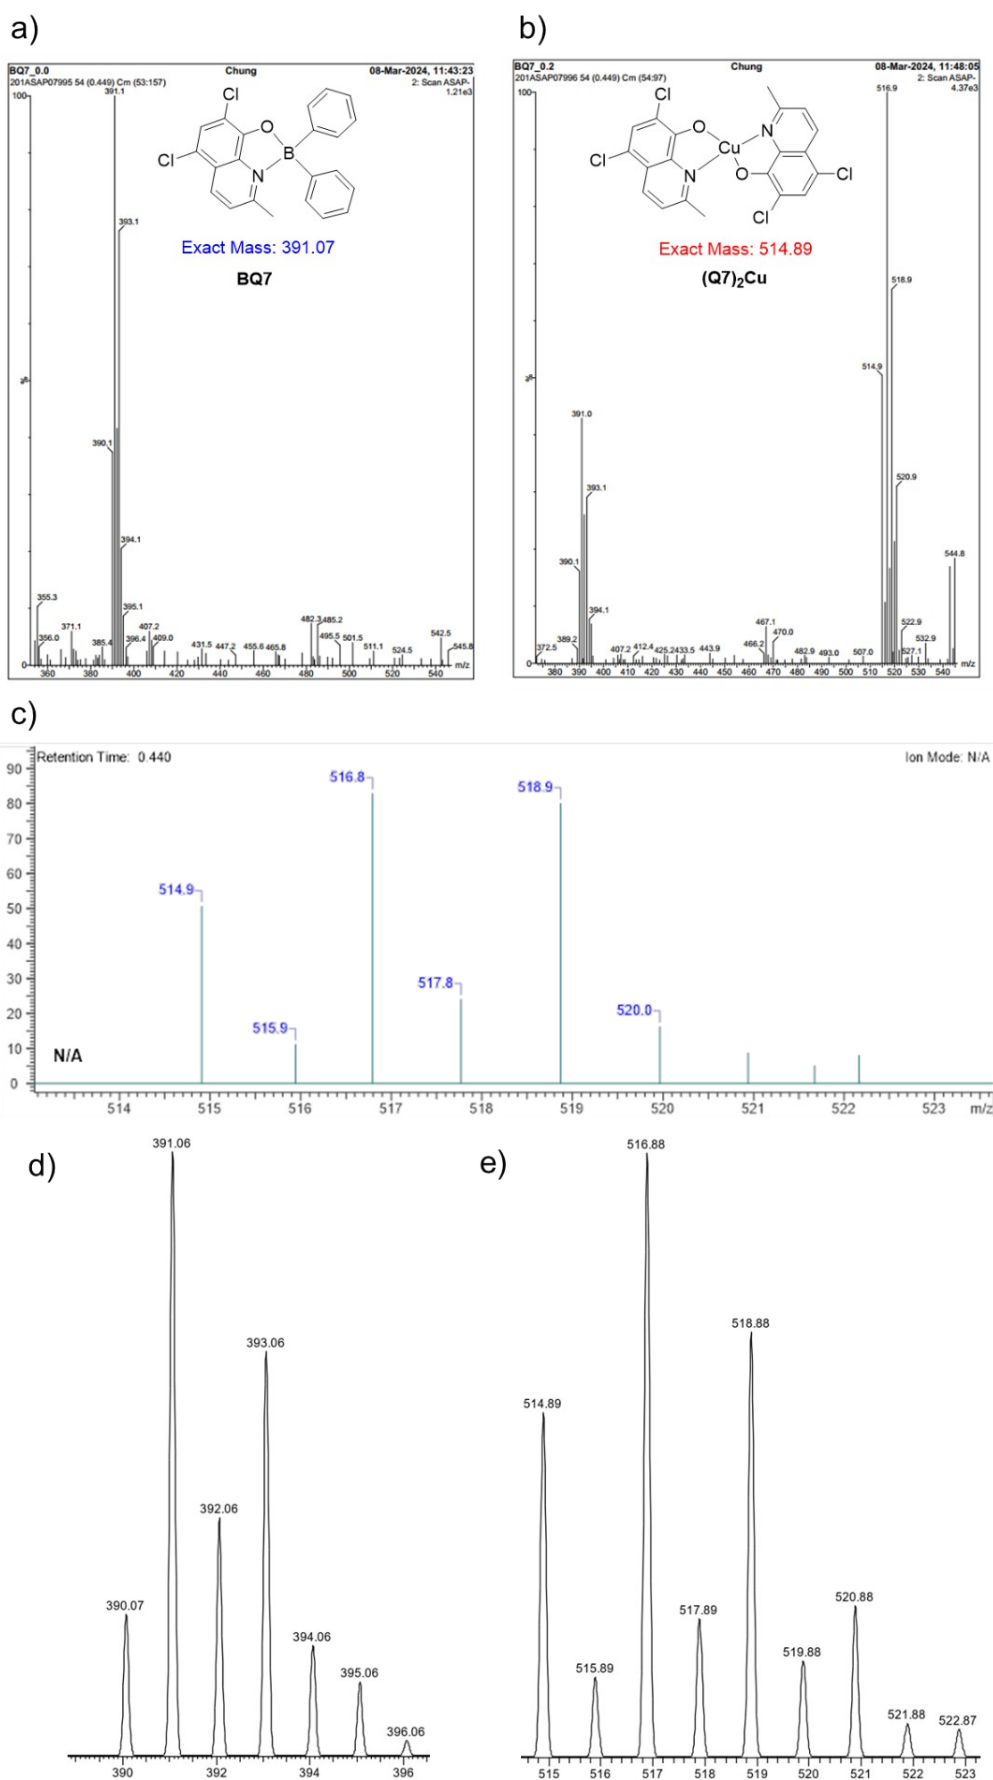 a)
BQ7_0.0 Chung 08-Mar-2024, 11:43:23
201ASAP07995 54 (0.449) Cm (53:157) 2: Scan ASAP-
1.21e3
100
391.1
393.1
390.1
394.1
395.1
355.3
356.0
371.1
385.4
396.4
407.2
409.0
431.5
447.2
455.6
465.8
482.3
485.2
495.5
501.5
511.1
524.5
542.5
545.8
%
0
m/z
360 380 400 420 440 460 480 500 520 540
Cl
Cl
O
B
N
Exact Mass: 391.07
BQ7
b)
BQ7_0.2 Chung 08-Mar-2024, 11:48:05
201ASAP07996 54 (0.449) Cm (54:97) 2: Scan ASAP-
4.37e3
100
516.9
518.9
514.9
520.9
391.0
393.1
390.1
394.1
389.2
372.5
407.2
412.4
425.2
433.5
443.9
466.2
467.1
470.0
482.9
493.0
507.0
522.9
527.1
532.9
544.8
%
0
m/z
380 390 400 410 420 430 440 450 460 470 480 490 500 510 520 530 540
Cl
Cl
O
N
Cu
N
O
Cl
Cl
Exact Mass: 514.89
(Q7)₂Cu
c)
Retention Time: 0.440 Ion Mode: N/A
90
80
70
60
50
40
30
20
10
0
514.9
515.9
516.8
517.8
518.9
520.0
N/A
514 515 516 517 518 519 520 521 522 523 m/z
d)
391.06
393.06
392.06
390.07
394.06
395.06
396.06
390 392 394 396
e)
516.88
518.88
514.89
520.88
517.89
519.88
515.89
521.88
522.87
515 516 517 518 519 520 521 522 523